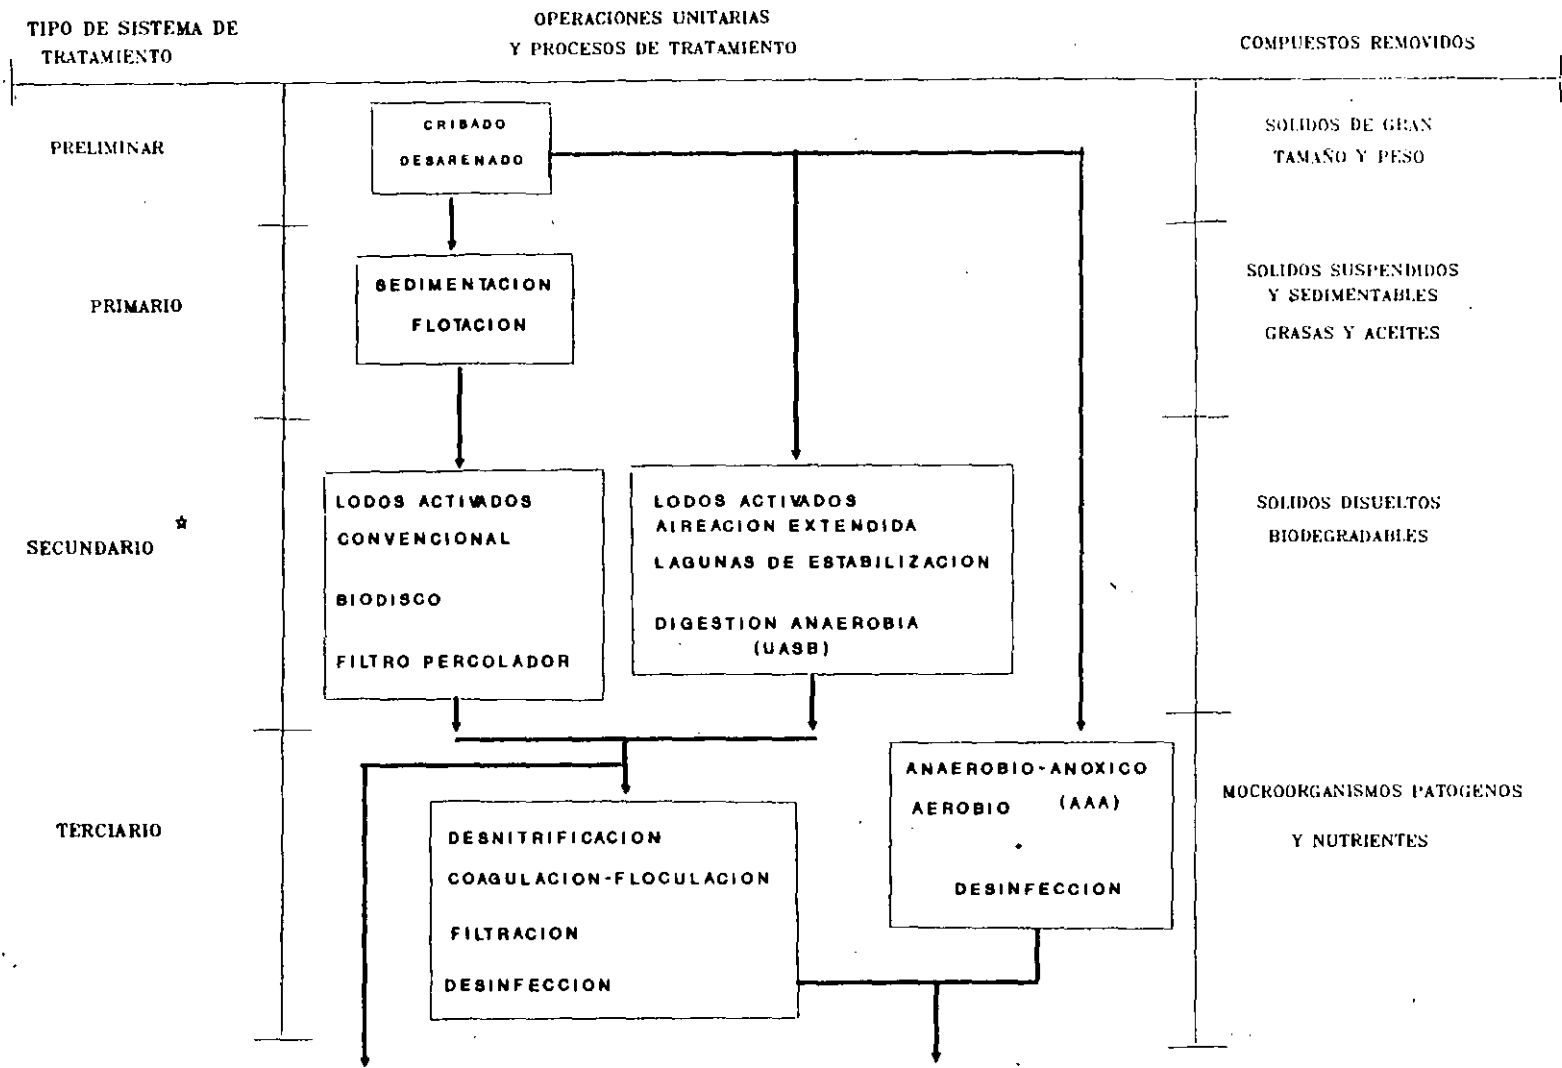 TIPO DE SISTEMA DE
TRATAMIENTO
OPERACIONES UNITARIAS
Y PROCESOS DE TRATAMIENTO
COMPUESTOS REMOVIDOS
PRELIMINAR
CRIBADO
DESARENADO
SOLIDOS DE GRAN
TAMAÑO Y PESO
PRIMARIO
SEDIMENTACION
FLOTACION
SOLIDOS SUSPENDIDOS
Y SEDIMENTABLES
GRASAS Y ACEITES
SECUNDARIO ☆
LODOS ACTIVADOS
CONVENCIONAL
BIODISCO
FILTRO PERCOLADOR
LODOS ACTIVADOS
AIREACION EXTENDIDA
LAGUNAS DE ESTABILIZACION
DIGESTION ANAEROBIA
(UASB)
SOLIDOS DISUELTOS
BIODEGRADABLES
TERCIARIO
DESNITRIFICACION
COAGULACION-FLOCULACION
FILTRACION
DESINFECCION
ANAEROBIO-ANOXICO
AEROBIO (AAA)
DESINFECCION
MOCROORGANISMOS PATOGENOS
Y NUTRIENTES